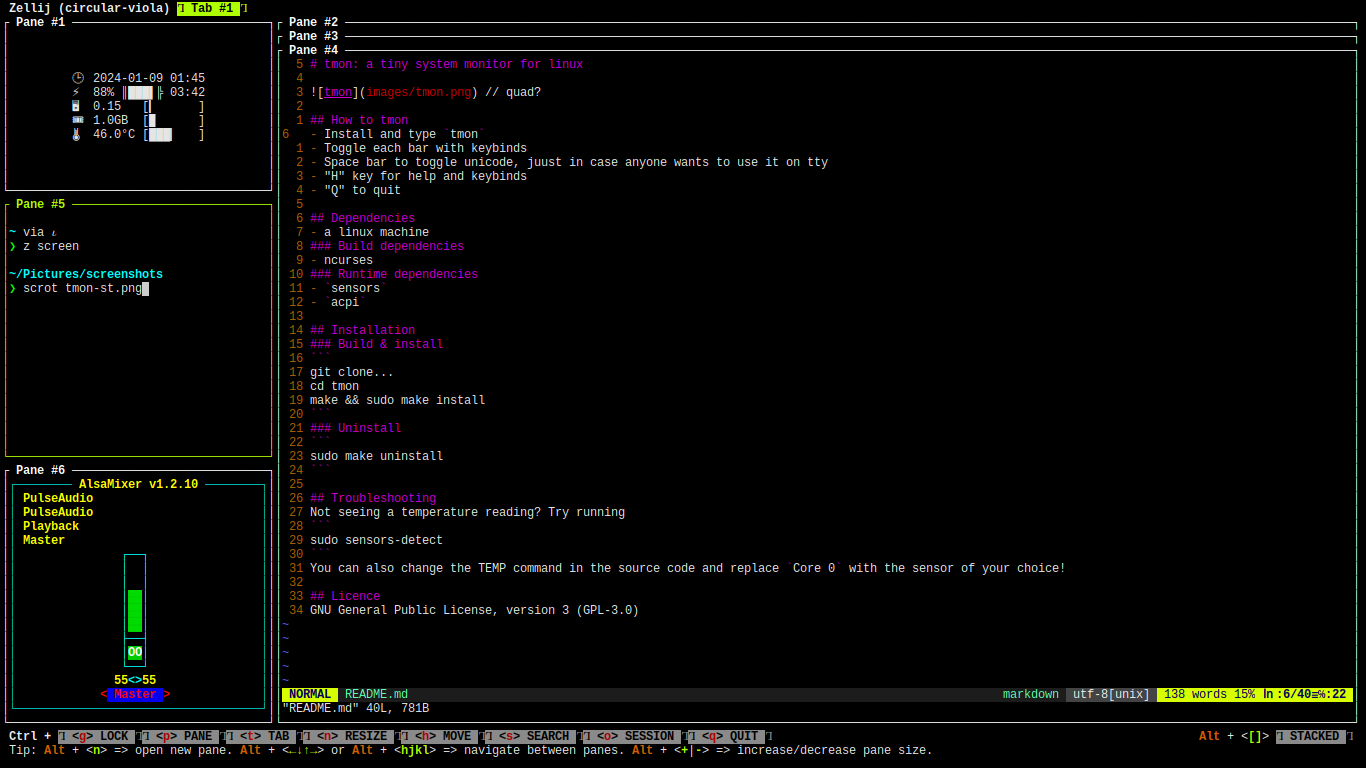 Zellij (circular-viola) Tab #1
Pane #1
2024-01-09 01:45
88% 03:42
0.15 [ ]
1.0GB [ ]
46.0°C [ ]
Pane #5
~ via
❯ z screen
~/Pictures/screenshots
❯ scrot tmon-st.png
Pane #6
AlsaMixer v1.2.10
PulseAudio
PulseAudio
Playback
Master
OO
55<>55
< Master >
Pane #2
Pane #3
Pane #4
5 # tmon: a tiny system monitor for linux
4
3 ![tmon](images/tmon.png) // quad?
2
1 ## How to tmon
6 - Install and type `tmon`
1 - Toggle each bar with keybinds
2 - Space bar to toggle unicode, juust in case anyone wants to use it on tty
3 - "H" key for help and keybinds
4 - "Q" to quit
5
6 ## Dependencies
7 - a linux machine
8 ### Build dependencies
9 - ncurses
10 ### Runtime dependencies
11 - `sensors`
12 - `acpi`
13
14 ## Installation
15 ### Build & install
16 ```
17 git clone...
18 cd tmon
19 make && sudo make install
20 ```
21 ### Uninstall
22 ```
23 sudo make uninstall
24 ```
25
26 ## Troubleshooting
27 Not seeing a temperature reading? Try running
28 ```
29 sudo sensors-detect
30 ```
31 You can also change the TEMP command in the source code and replace `Core 0` with the sensor of your choice!
32
33 ## Licence
34 GNU General Public License, version 3 (GPL-3.0)
~
~
~
~
~
NORMAL README.md markdown utf-8[unix] 138 words 15% ln :6/40≡℅:22
"README.md" 40L, 781B
Ctrl + <g> LOCK <p> PANE <t> TAB <n> RESIZE <h> MOVE <s> SEARCH <o> SESSION <q> QUIT Alt + <[]> STACKED
Tip: Alt + <n> => open new pane. Alt + <←↓↑→> or Alt + <hjkl> => navigate between panes. Alt + <+|-> => increase/decrease pane size.